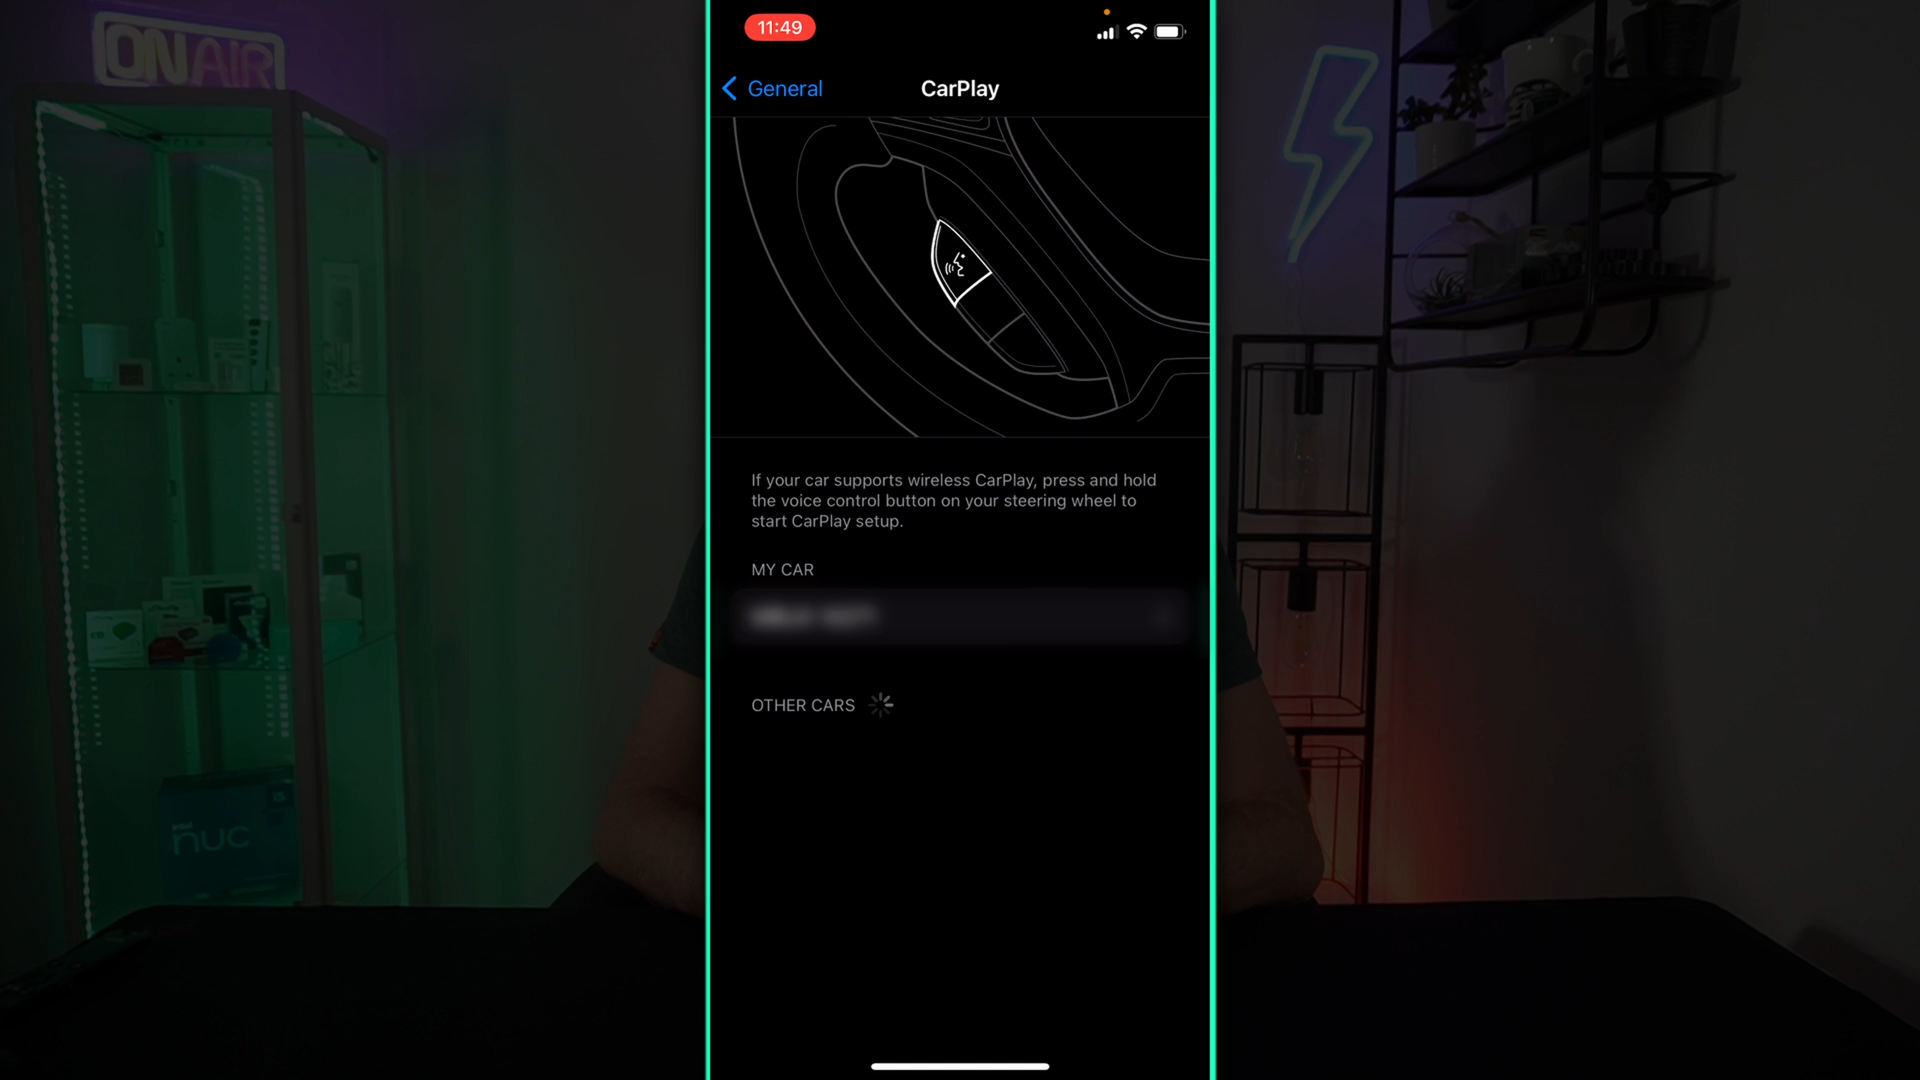 ON AIR
11:49
General
CarPlay
If your car supports wireless CarPlay, press and hold
the voice control button on your steering wheel to
start CarPlay setup.
MY CAR
OTHER CARS
intel
nuc